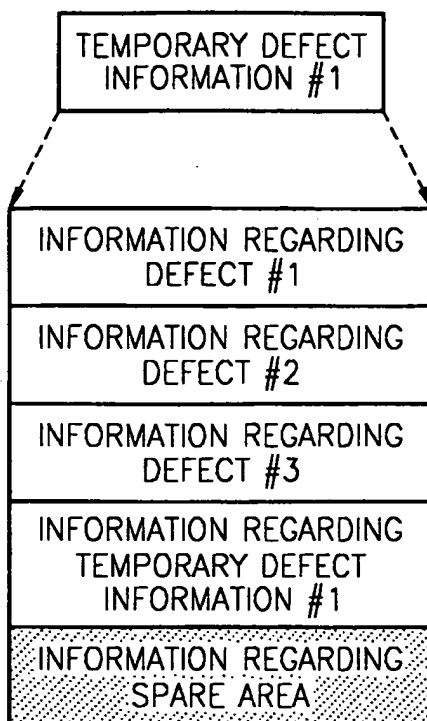 TEMPORARY DEFECT
INFORMATION #1
INFORMATION REGARDING
DEFECT #1
INFORMATION REGARDING
DEFECT #2
INFORMATION REGARDING
DEFECT #3
INFORMATION REGARDING
TEMPORARY DEFECT
INFORMATION #1
INFORMATION REGARDING
SPARE AREA